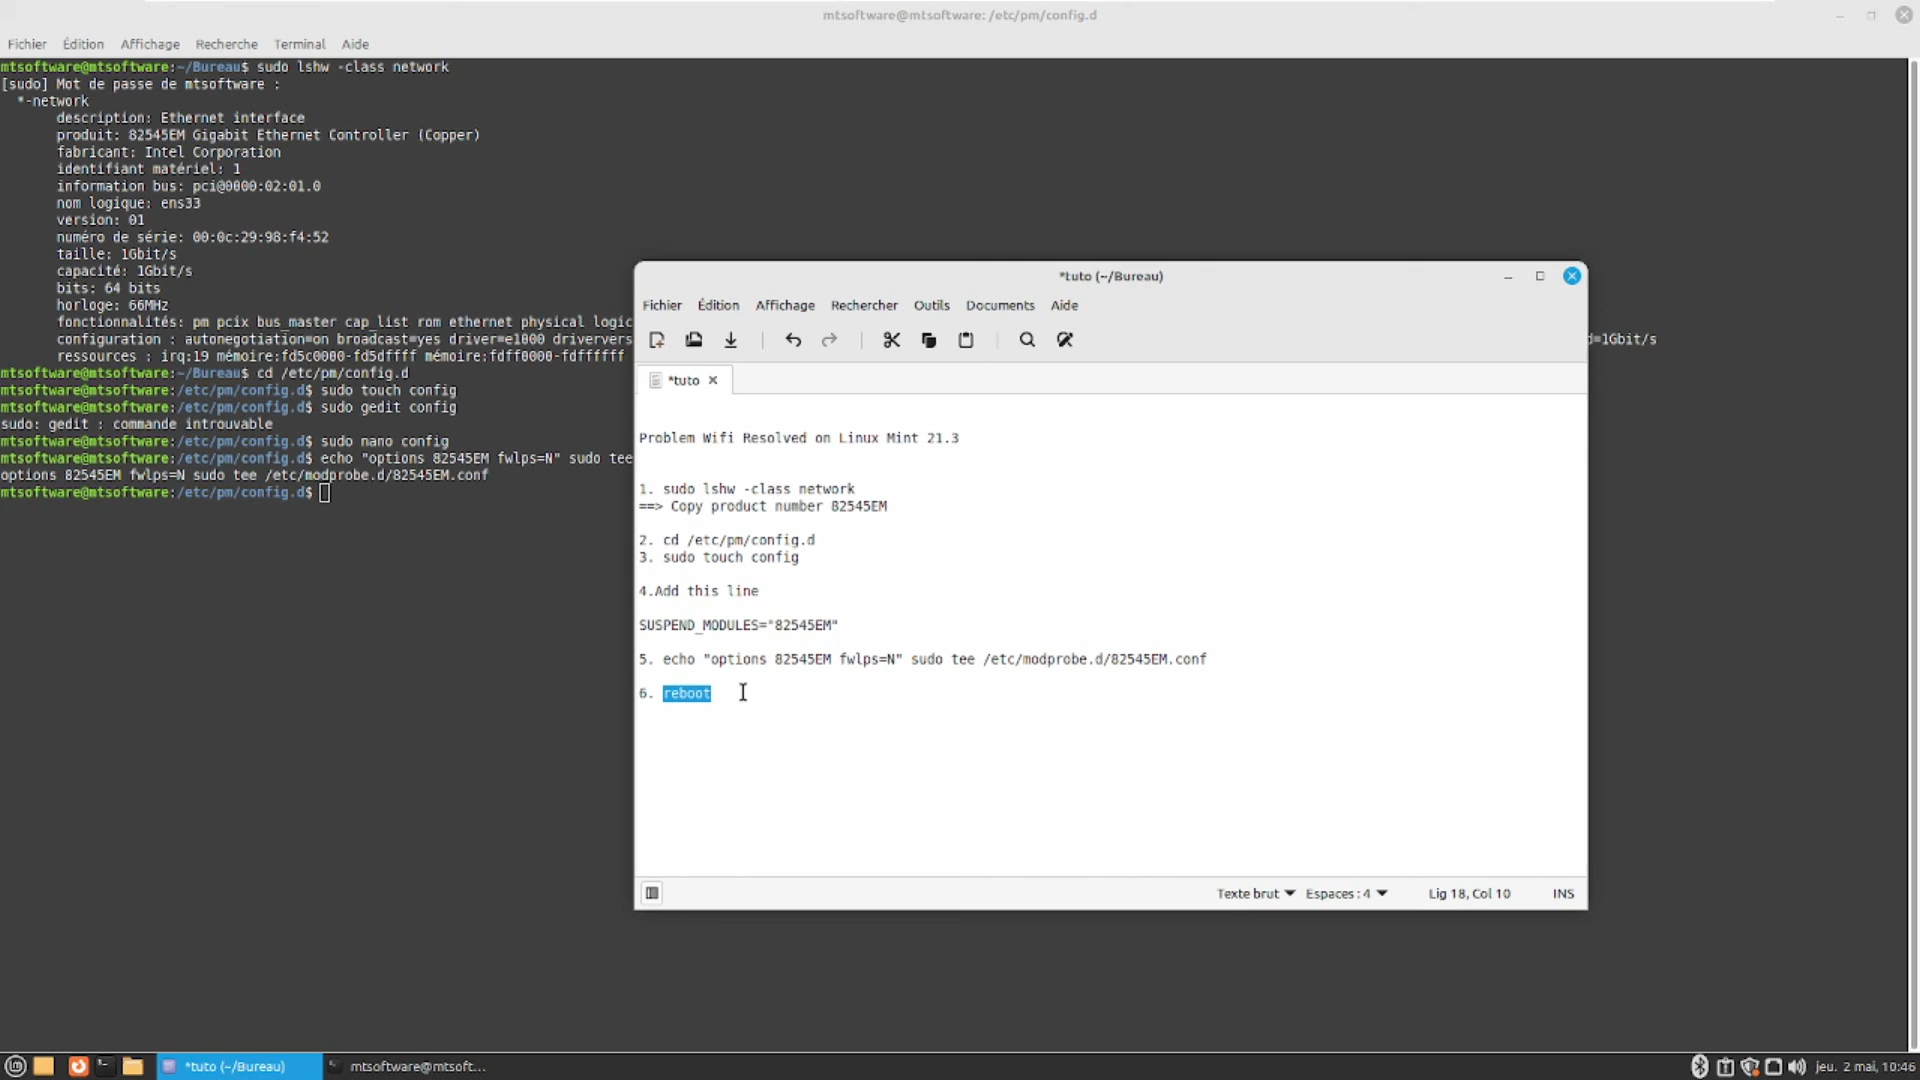 mtsoftware@mtsoftware: /etc/pm/config.d
Fichier Édition Affichage Recherche Terminal Aide
mtsoftware@mtsoftware:~/Bureau$ sudo lshw -class network
[sudo] Mot de passe de mtsoftware :
*-network
description: Ethernet interface
produit: 82545EM Gigabit Ethernet Controller (Copper)
fabricant: Intel Corporation
identifiant matériel: 1
information bus: pci@0000:02:01.0
nom logique: ens33
version: 01
numéro de série: 00:0c:29:98:f4:52
taille: 1Gbit/s
capacité: 1Gbit/s
bits: 64 bits
horloge: 66MHz
fonctionnalités: pm pcix bus_master cap_list rom ethernet physical logic
configuration : autonegotiation=on broadcast=yes driver=e1000 driververs d=1Gbit/s
ressources : irq:19 mémoire:fd5c0000-fd5dffff mémoire:fdff0000-fdffffff
mtsoftware@mtsoftware:~/Bureau$ cd /etc/pm/config.d
mtsoftware@mtsoftware:/etc/pm/config.d$ sudo touch config
mtsoftware@mtsoftware:/etc/pm/config.d$ sudo gedit config
sudo: gedit : commande introuvable
mtsoftware@mtsoftware:/etc/pm/config.d$ sudo nano config
mtsoftware@mtsoftware:/etc/pm/config.d$ echo "options 82545EM fwlps=N" sudo tee
options 82545EM fwlps=N sudo tee /etc/modprobe.d/82545EM.conf
mtsoftware@mtsoftware:/etc/pm/config.d$
*tuto (~/Bureau)
Fichier Édition Affichage Rechercher Outils Documents Aide
*tuto
Problem Wifi Resolved on Linux Mint 21.3
1. sudo lshw -class network
==> Copy product number 82545EM
2. cd /etc/pm/config.d
3. sudo touch config
4.Add this line
SUSPEND_MODULES="82545EM"
5. echo "options 82545EM fwlps=N" sudo tee /etc/modprobe.d/82545EM.conf
6. reboot
Texte brut Espaces : 4 Lig 18, Col 10 INS
*tuto (~/Bureau) mtsoftware@mtsoft... jeu. 2 mai, 10:46